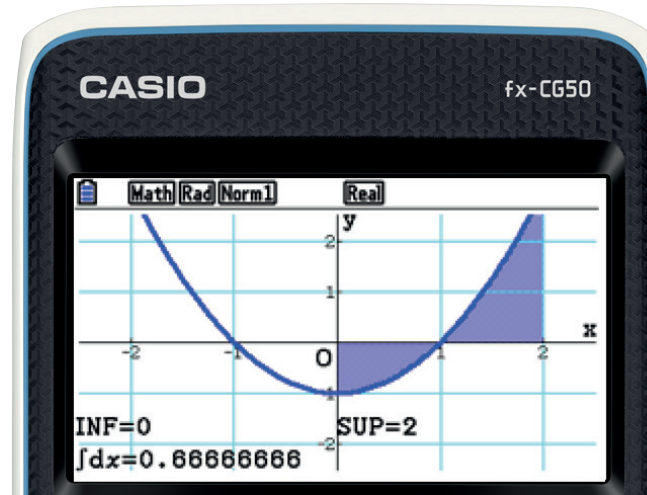 CASIO fx-CG50
Math Rad Norm1 Real
y
2
1
x
-2 -1 O 1 2
-1
INF=0 SUP=2
-2
∫dx=0.66666666